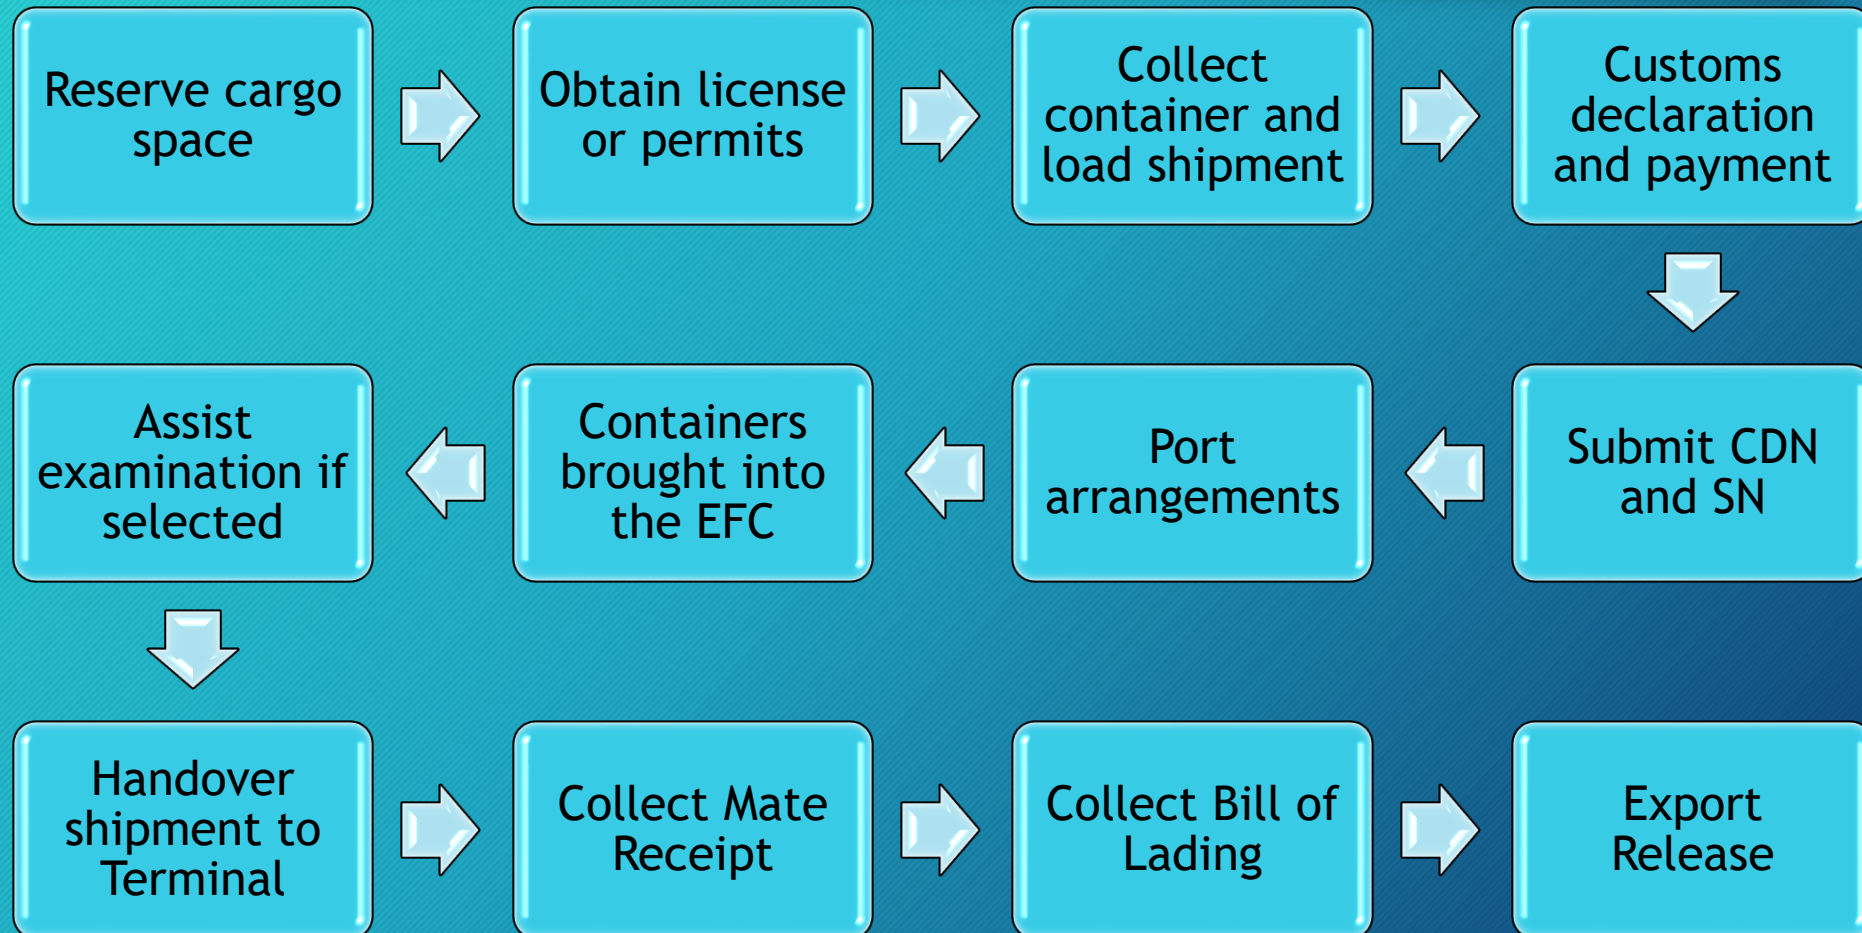 Reserve cargo
space
Obtain license
or permits
Collect
container and
load shipment
Customs
declaration
and payment
Submit CDN
and SN
Port
arrangements
Containers
brought into
the EFC
Assist
examination if
selected
Handover
shipment to
Terminal
Collect Mate
Receipt
Collect Bill of
Lading
Export
Release